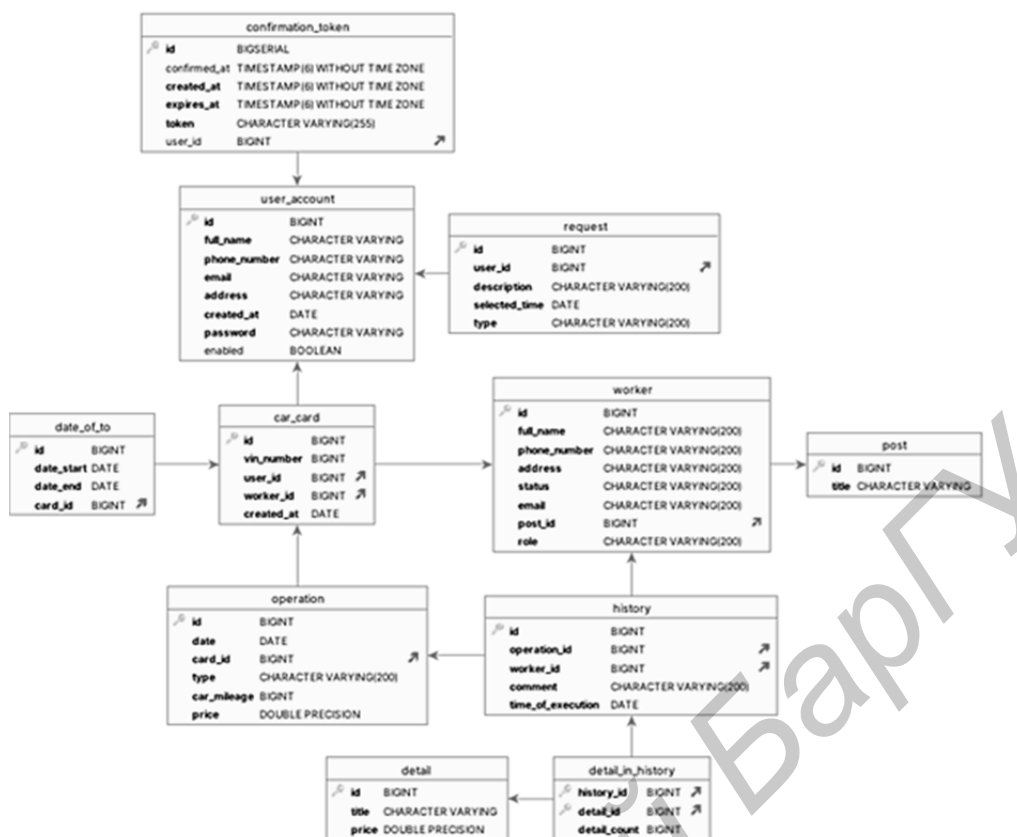 confirmation_token
id BIGSERIAL
confirmed_at TIMESTAMP(6) WITHOUT TIME ZONE
created_at TIMESTAMP(6) WITHOUT TIME ZONE
expires_at TIMESTAMP(6) WITHOUT TIME ZONE
token CHARACTER VARYING(255)
user_id BIGINT
user_account
id BIGINT
full_name CHARACTER VARYING
phone_number CHARACTER VARYING
email CHARACTER VARYING
address CHARACTER VARYING
created_at DATE
password CHARACTER VARYING
enabled BOOLEAN
request
id BIGINT
user_id BIGINT
description CHARACTER VARYING(200)
selected_time DATE
type CHARACTER VARYING(200)
date_of_to
id BIGINT
date_start DATE
date_end DATE
card_id BIGINT
car_card
id BIGINT
vin_number BIGINT
user_id BIGINT
worker_id BIGINT
created_at DATE
worker
id BIGINT
full_name CHARACTER VARYING(200)
phone_number CHARACTER VARYING(200)
address CHARACTER VARYING(200)
status CHARACTER VARYING(200)
email CHARACTER VARYING(200)
post_id BIGINT
role CHARACTER VARYING(200)
post
id BIGINT
title CHARACTER VARYING
operation
id BIGINT
date DATE
card_id BIGINT
type CHARACTER VARYING(200)
car_mileage BIGINT
price DOUBLE PRECISION
history
id BIGINT
operation_id BIGINT
worker_id BIGINT
comment CHARACTER VARYING(200)
time_of_execution DATE
detail
id BIGINT
title CHARACTER VARYING
price DOUBLE PRECISION
detail_in_history
history_id BIGINT
detail_id BIGINT
detail_count BIGINT
й БарГУ